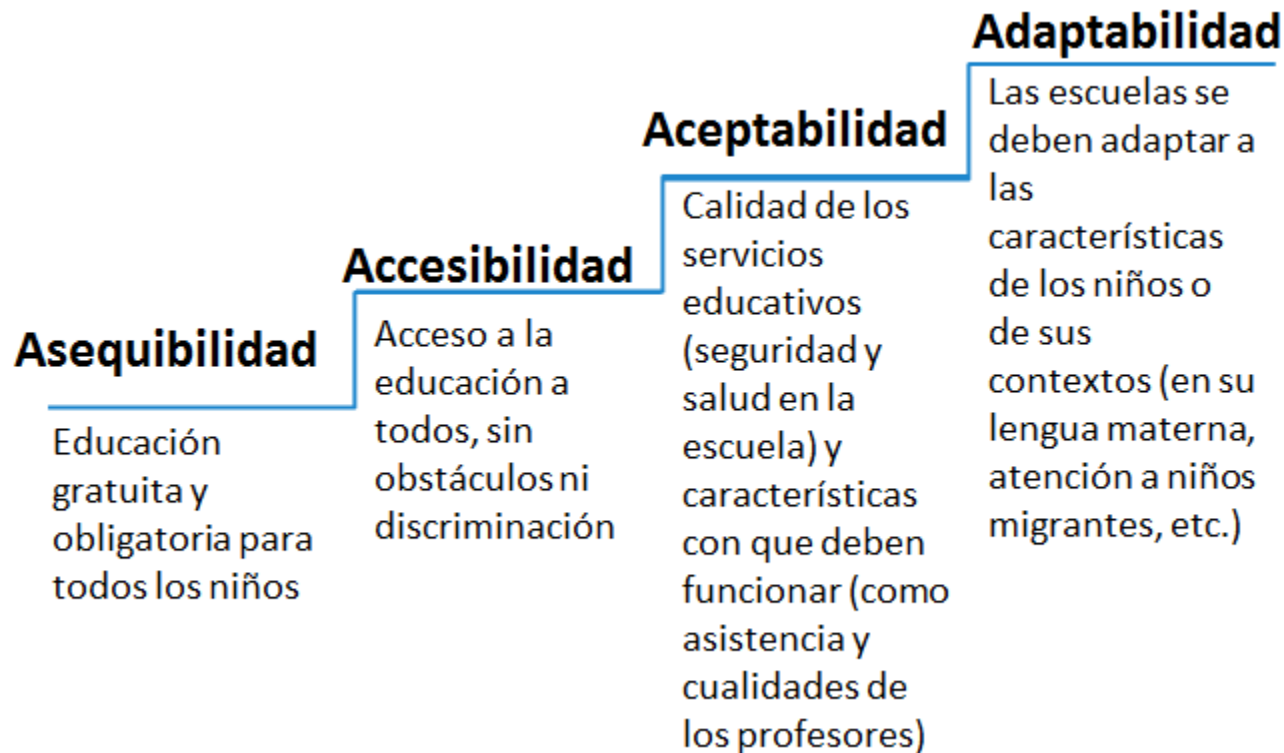 Asequibilidad
Educación
gratuita y
obligatoria para
todos los niños
Accesibilidad
Acceso a la
educación a
todos, sin
obstáculos ni
discriminación
Aceptabilidad
Calidad de los
servicios
educativos
(seguridad y
salud en la
escuela) y
características
con que deben
funcionar (como
asistencia y
cualidades de
los profesores)
Adaptabilidad
Las escuelas se
deben adaptar a
las
características
de los niños o
de sus
contextos (en su
lengua materna,
atención a niños
migrantes, etc.)